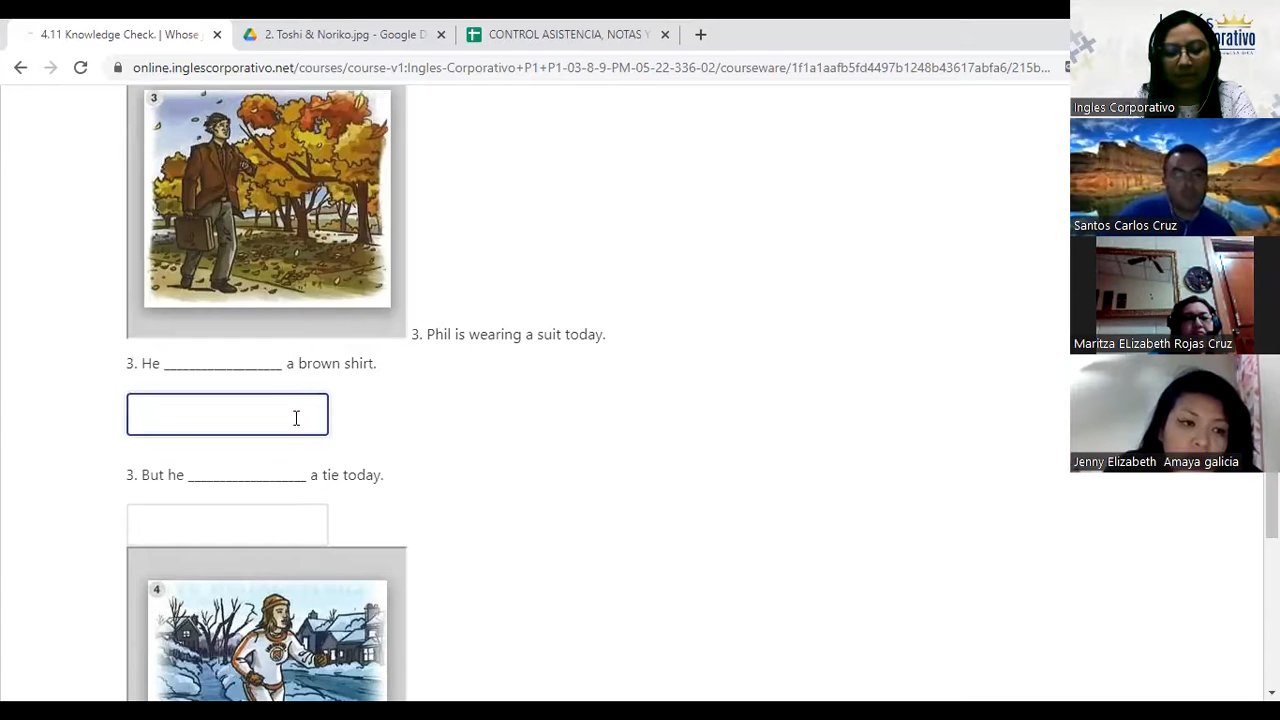 4.11 Knowledge Check. | Whose
2. Toshi & Noriko.jpg - Google D
CONTROL ASISTENCIA, NOTAS Y
online.inglescorporativo.net/courses/course-v1:Ingles-Corporativo+P1+P1-03-8-9-PM-05-22-336-02/courseware/1f31aafb5fd4497b1248b43617abfa6/215b...
3
3. Phil is wearing a suit today.
3. He ___________________ a brown shirt.
3. But he ___________________ a tie today.
4
Ingles Corporativo
Santos Carlos Cruz
Maritza ELizabeth Rojas Cruz
Jenny Elizabeth Amaya galicia